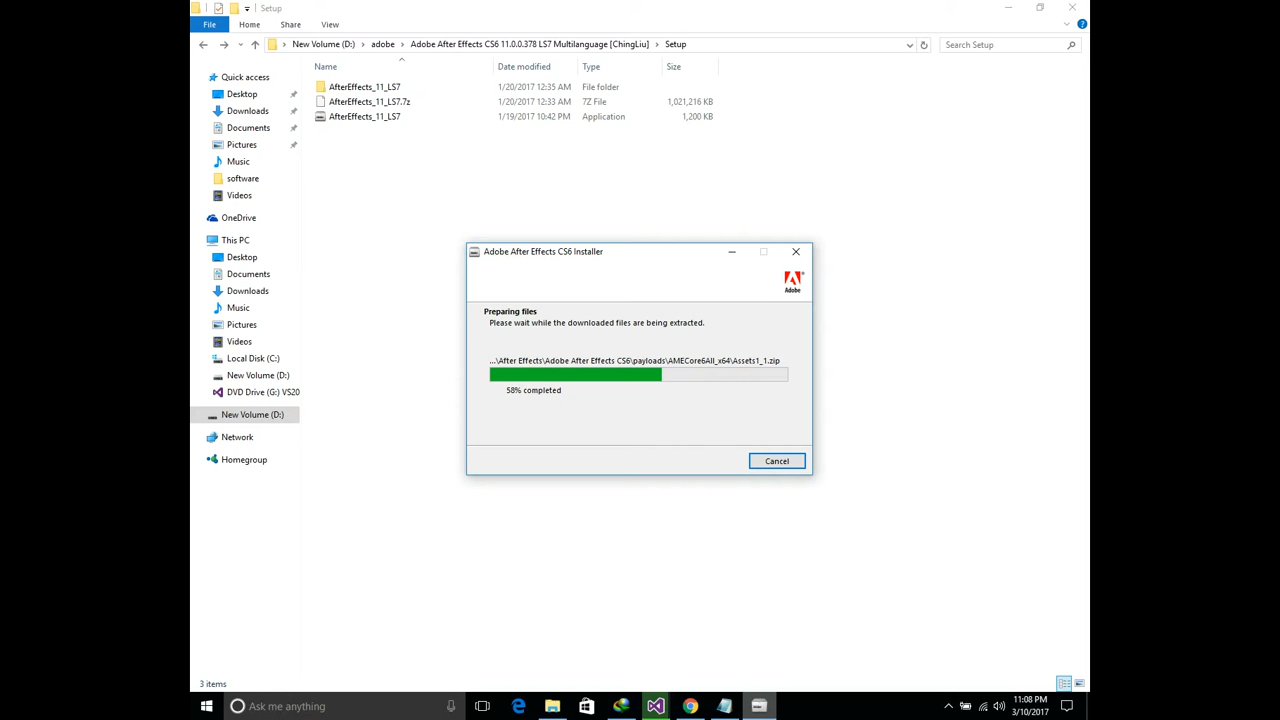 Setup
File Home Share View
New Volume (D:) adobe Adobe After Effects CS6 11.0.0.378 LS7 Multilanguage [ChingLiu] Setup Search Setup
Name Date modified Type Size
AfterEffects_11_LS7 1/20/2017 12:35 AM File folder
AfterEffects_11_LS7.7z 1/20/2017 12:33 AM 7Z File 1,021,216 KB
AfterEffects_11_LS7 1/19/2017 10:42 PM Application 1,200 KB
Quick access
Desktop
Downloads
Documents
Pictures
Music
software
Videos
OneDrive
This PC
Desktop
Documents
Downloads
Music
Pictures
Videos
Local Disk (C:)
New Volume (D:)
DVD Drive (G:) VS20
New Volume (D:)
Network
Homegroup
Adobe After Effects CS6 Installer
Adobe
Preparing files
Please wait while the downloaded files are being extracted.
...\After Effects\Adobe After Effects CS6\payloads\AMECore6All_x64\Assets1_1.zip
58% completed
Cancel
3 items
Ask me anything
11:08 PM
3/10/2017